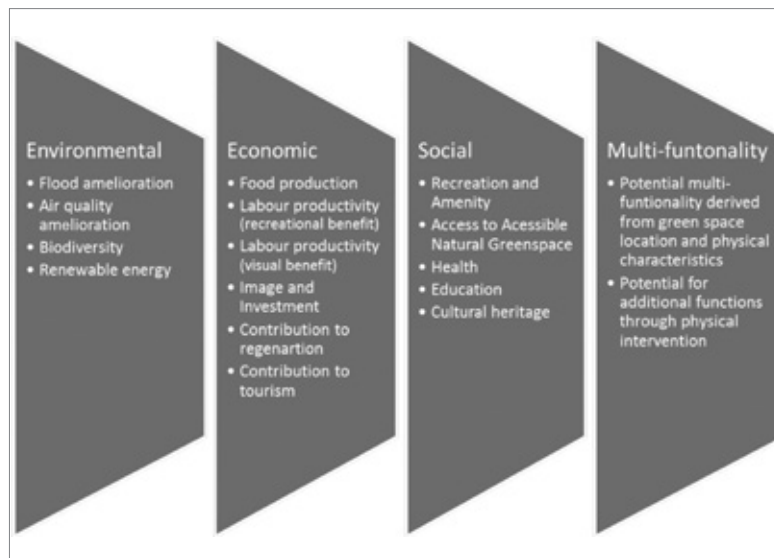 Environmental
• Flood amelioration
• Air quality
amelioration
• Biodiversity
• Renewable energy
Economic
• Food production
• Labour productivity
(recreational benefit)
• Labour productivity
(visual benefit)
• Image and
Investment
• Contribution to
regenartion
• Contribution to
tourism
Social
• Recreation and
Amenity
• Access to Acessible
Natural Greenspace
• Health
• Education
• Cultural heritage
Multi-funtonality
• Potential multi-
funtionality derived
from green space
location and physical
characteristics
• Potential for
additional functions
through physical
intervention